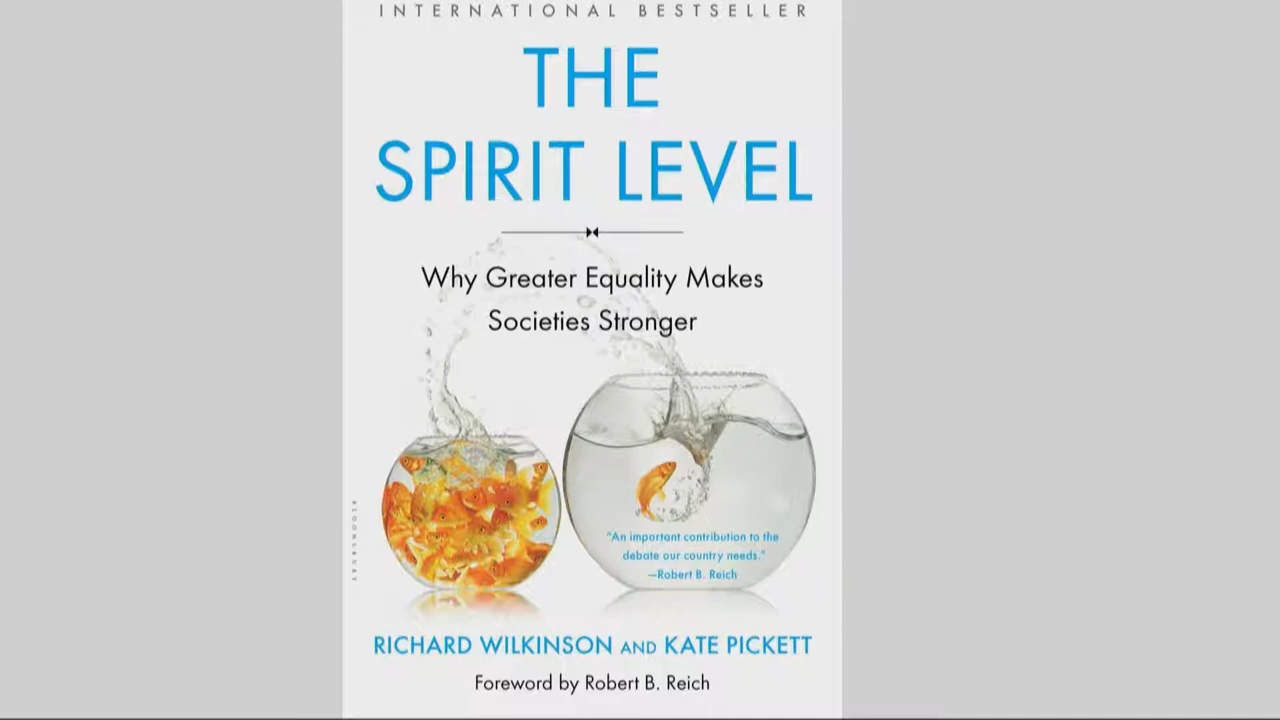 INTERNATIONAL BESTSELLER
THE
SPIRIT LEVEL
Why Greater Equality Makes
Societies Stronger
"An important contribution to the
debate our country needs."
—Robert B. Reich
BLOOMSBURY
RICHARD WILKINSON AND KATE PICKETT
Foreword by Robert B. Reich